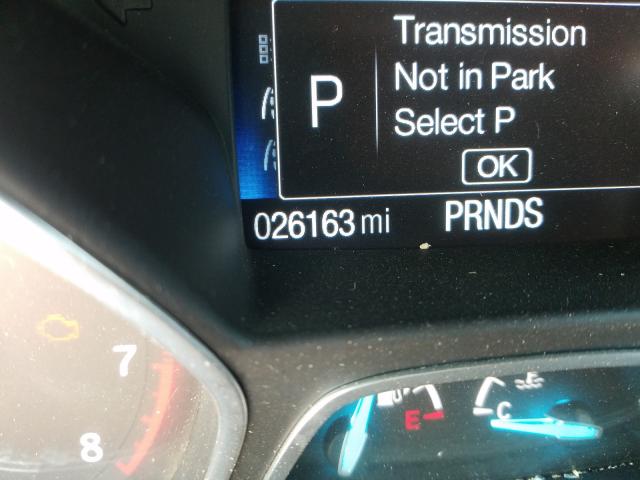 Transmission
P
Not in Park
Select P
OK
026163 mi PRNDS
7
8
E
C